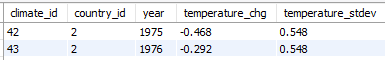 climate_id country_id year temperature_chg temperature_stdev
42 2 1975 -0.468 0.548
43 2 1976 -0.292 0.548